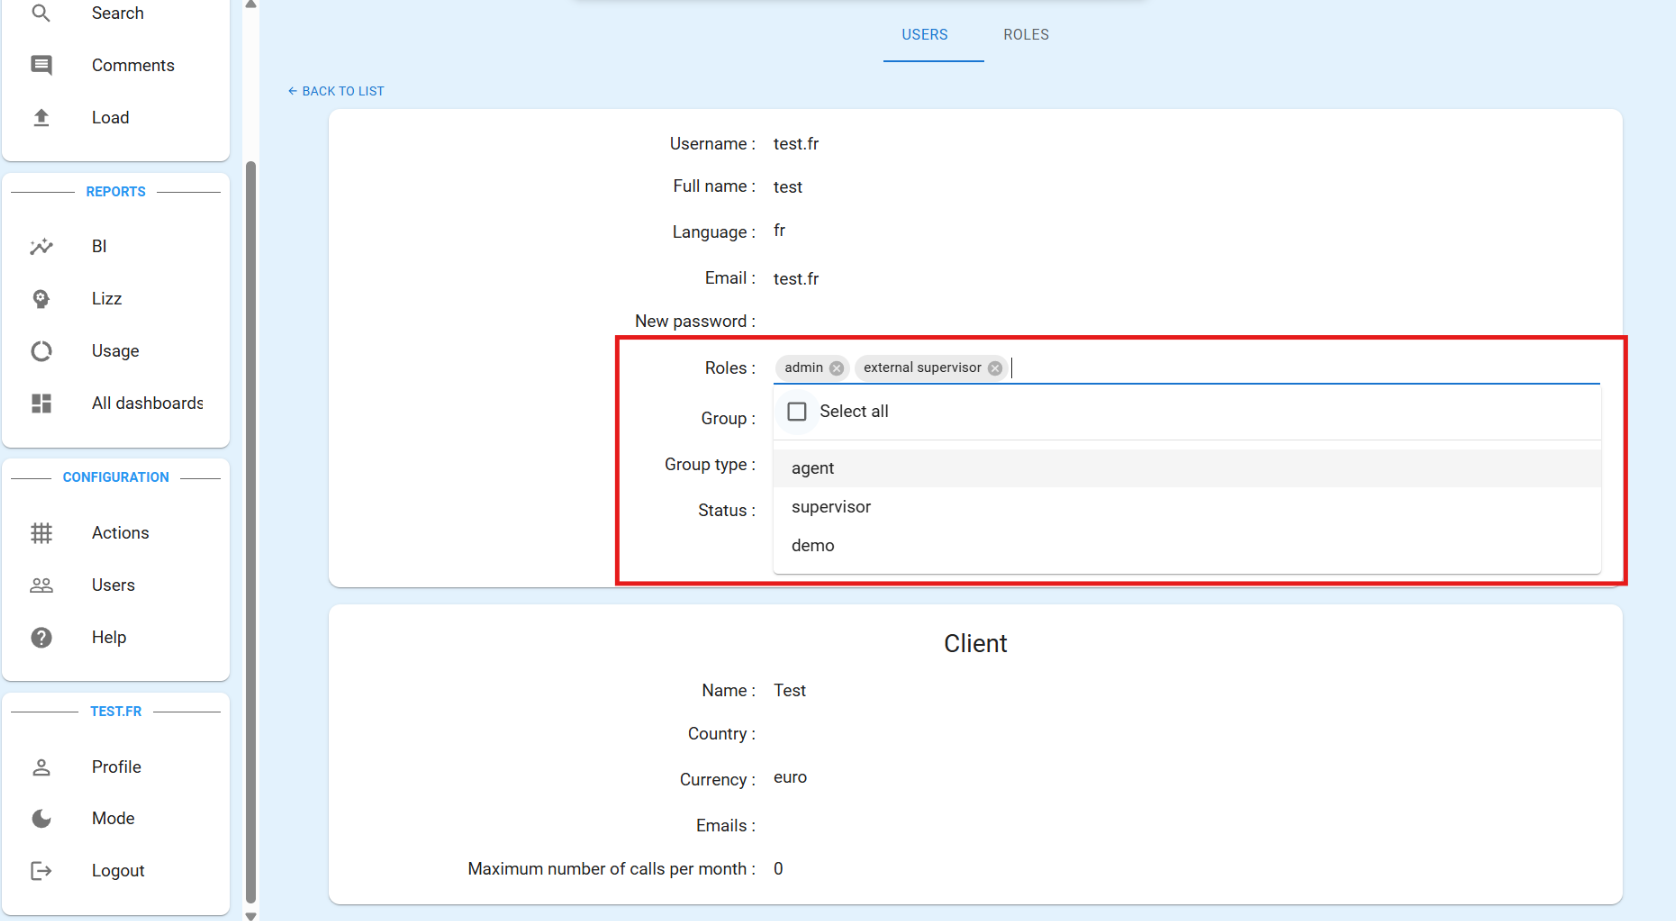 Search
Comments
Load
REPORTS
BI
Lizz
Usage
All dashboards
CONFIGURATION
Actions
Users
Help
TEST.FR
Profile
Mode
Logout
USERS ROLES
← BACK TO LIST
Username : test.fr
Full name : test
Language : fr
Email : test.fr
New password :
Roles : admin external supervisor
Group : Select all
Group type : agent
Status : supervisor
demo
Client
Name : Test
Country :
Currency : euro
Emails :
Maximum number of calls per month : 0